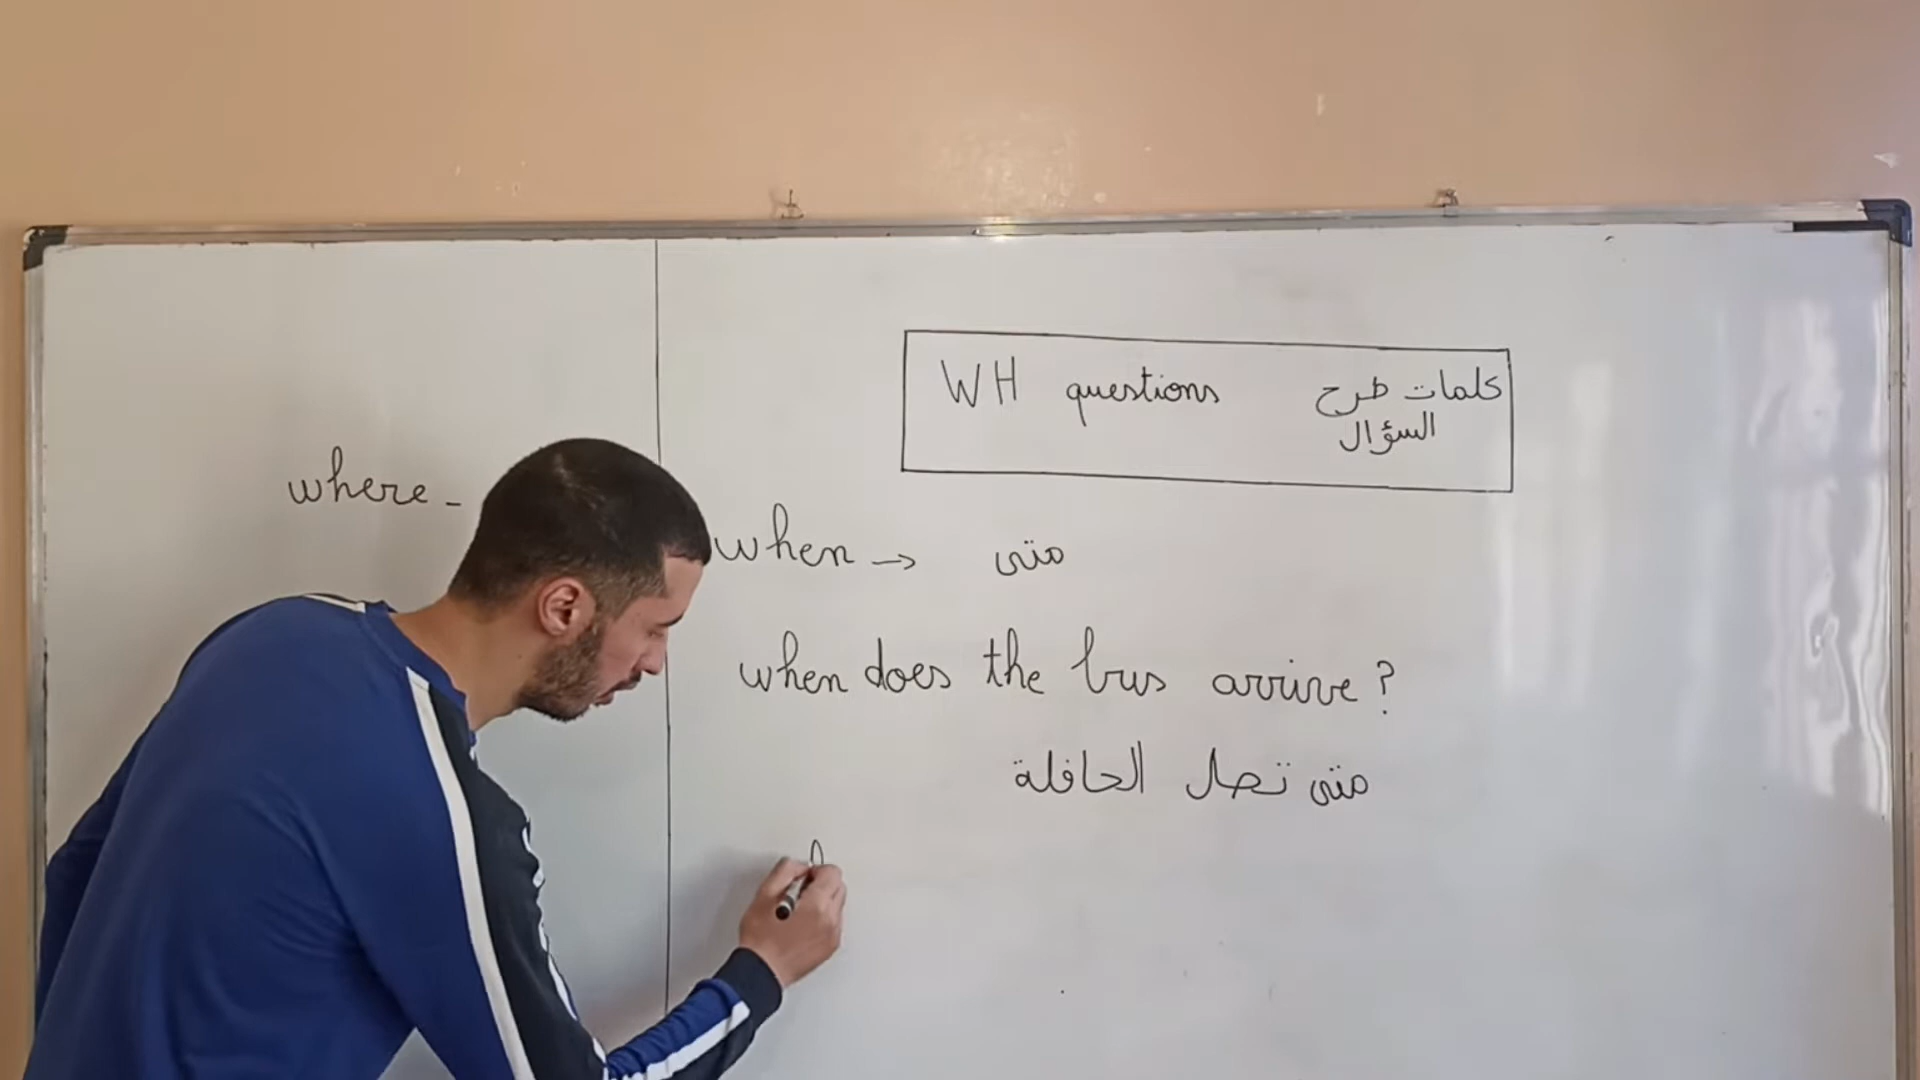 WH questions كلمات طرح
السؤال
where -
when → متى
when does the bus arrive ?
متى تصل الحافلة